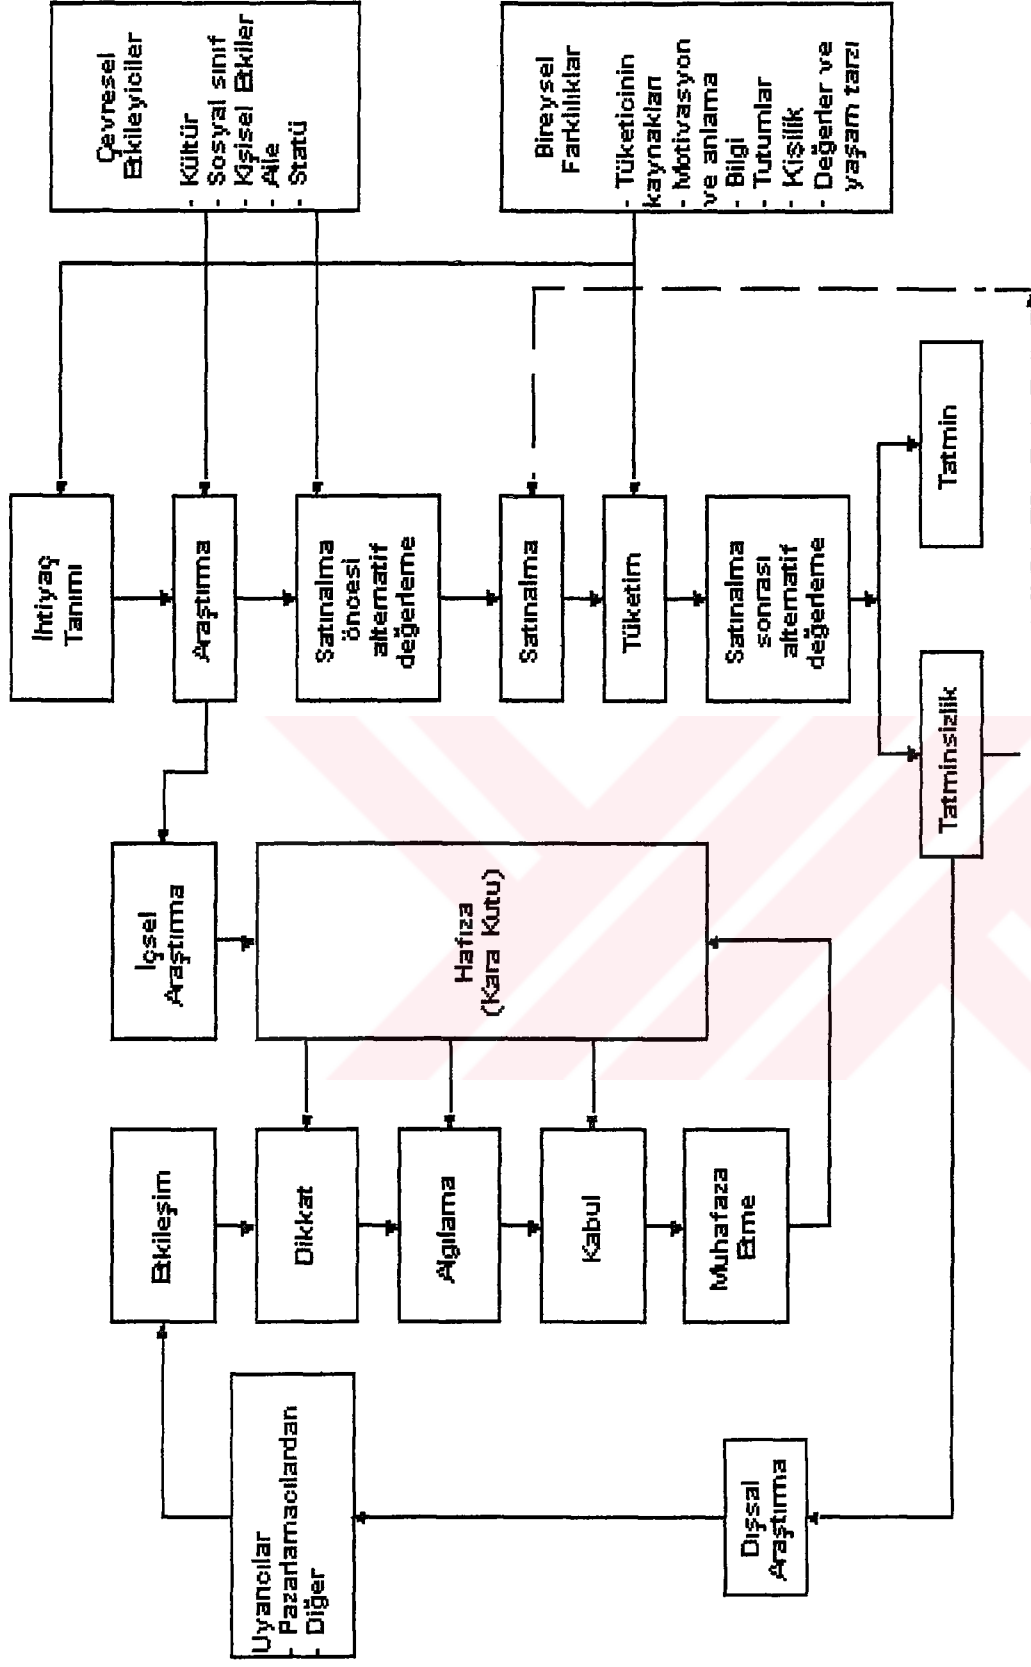 Uyarıcılar
- Pazarlamacılardan
- Diğer
Dışsal
Araştırma
Etkileşim
Dikkat
Algılama
Kabul
Muhafaza
Etme
İçsel
Araştırma
Hafıza
(Kara Kutu)
İhtiyaç
Tanımı
Araştırma
Satınalma
öncesi
alternatif
değerleme
Satınalma
Tüketim
Satınalma
sonrası
alternatif
değerleme
Tatminsizlik
Tatmin
Çevresel
Etkileyiciler
- Kültür
- Sosyal sınıf
- Kişisel Etkiler
- Aile
- Statü
Bireysel
Farklılıklar
- Tüketicinin
kaynakları
- Motivasyon
ve anlama
- Bilgi
- Tutumlar
- Kişilik
- Değerler ve
yaşam tarzı